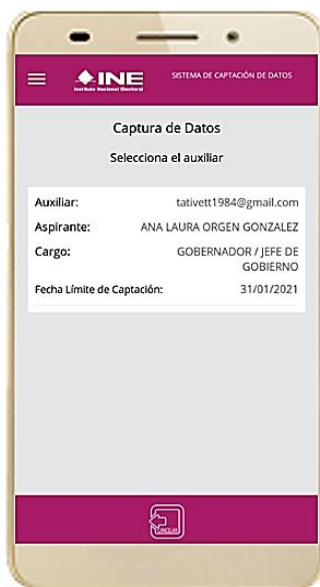 INE
Instituto Nacional Electoral
SISTEMA DE CAPTACIÓN DE DATOS
Captura de Datos
Selecciona el auxiliar
Auxiliar: tativett1984@gmail.com
Aspirante: ANA LAURA ORGEN GONZALEZ
Cargo: GOBERNADOR / JEFE DE
GOBIERNO
Fecha Límite de Captación: 31/01/2021
CANCELAR